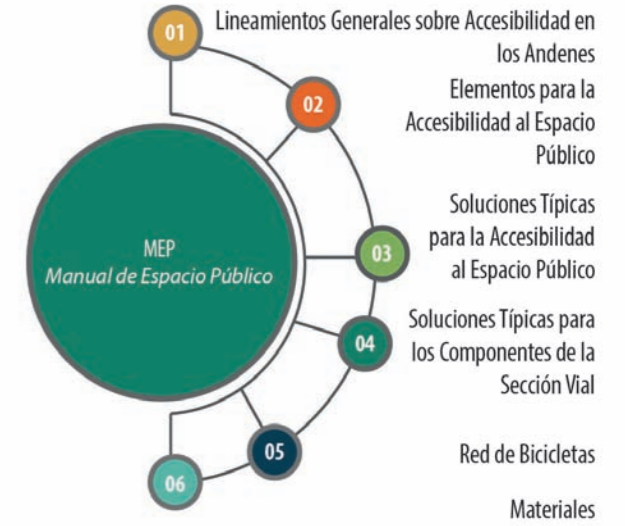 01
Lineamientos Generales sobre Accesibilidad en
los Andenes
02
Elementos para la
Accesibilidad al Espacio
Público
MEP
Manual de Espacio Público
03
Soluciones Típicas
para la Accesibilidad
al Espacio Público
04
Soluciones Típicas para
los Componentes de la
Sección Vial
05
Red de Bicicletas
06
Materiales